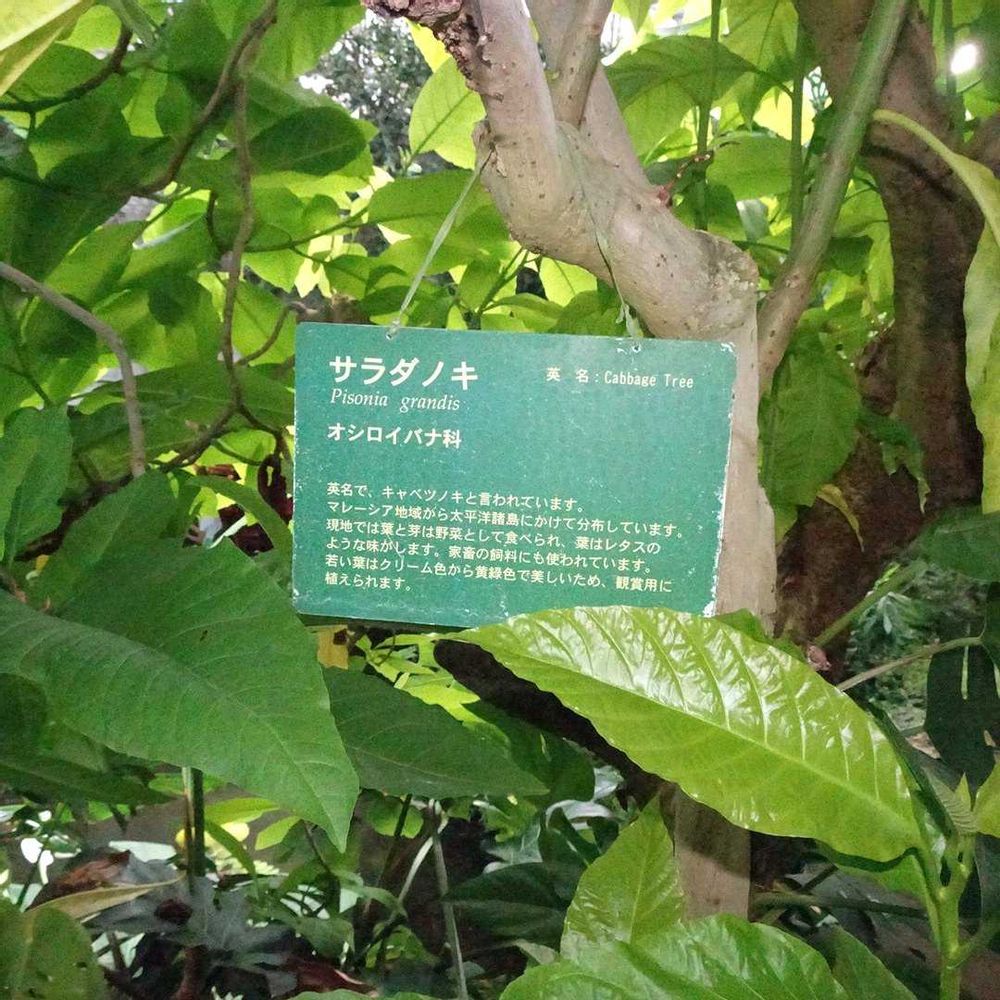 サラダノキ 英 名：Cabbage Tree
Pisonia grandis
オシロイバナ科
英名で、キャベツノキと言われています。
マレーシア地域から太平洋諸島にかけて分布しています。
現地では葉と芽は野菜として食べられ、葉はレタスの
ような味がします。家畜の飼料にも使われています。
若い葉はクリーム色から黄緑色で美しいため、観賞用に
植えられます。